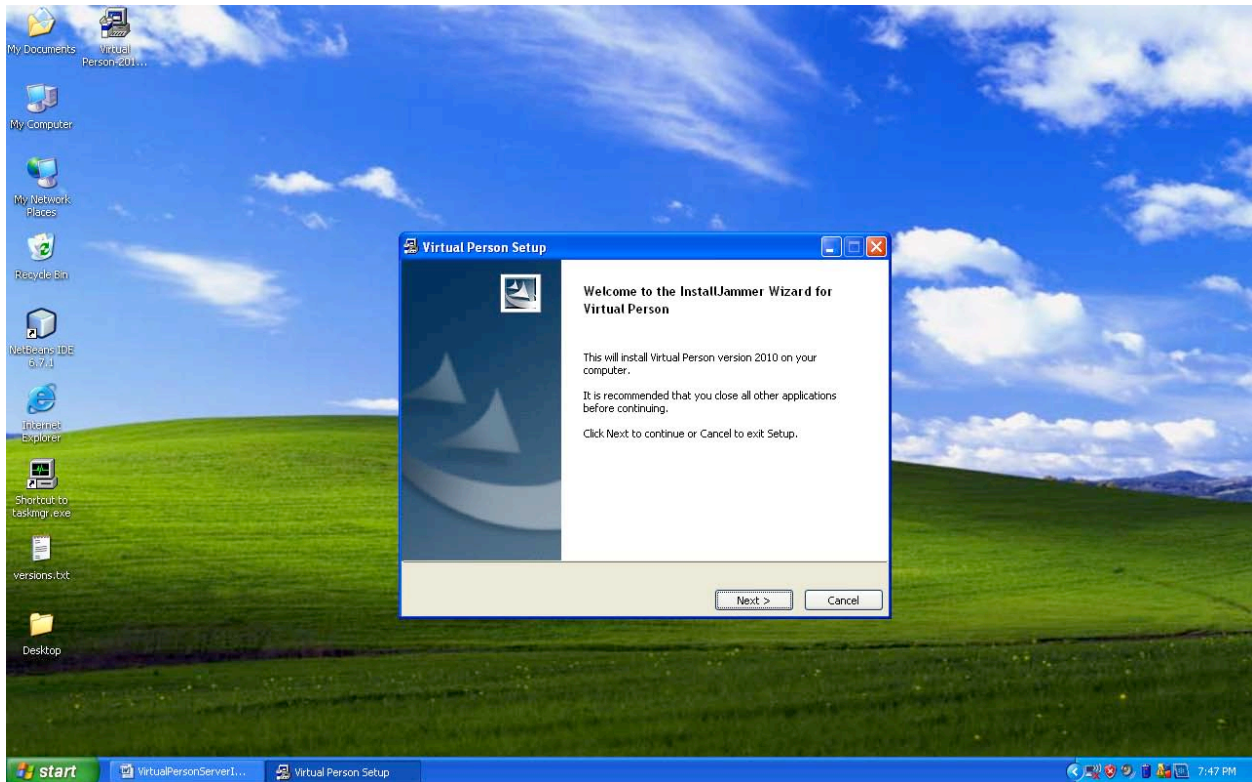 My Documents
Virtual
Person-201...
My Computer
My Network
Places
Recycle Bin
NetBeans IDE
6.7.1
Internet
Explorer
Shortcut to
taskmgr.exe
versions.txt
Desktop
Virtual Person Setup
Welcome to the InstallJammer Wizard for
Virtual Person
This will install Virtual Person version 2010 on your
computer.
It is recommended that you close all other applications
before continuing.
Click Next to continue or Cancel to exit Setup.
Next >
Cancel
start
VirtualPersonServerI...
Virtual Person Setup
7:47 PM